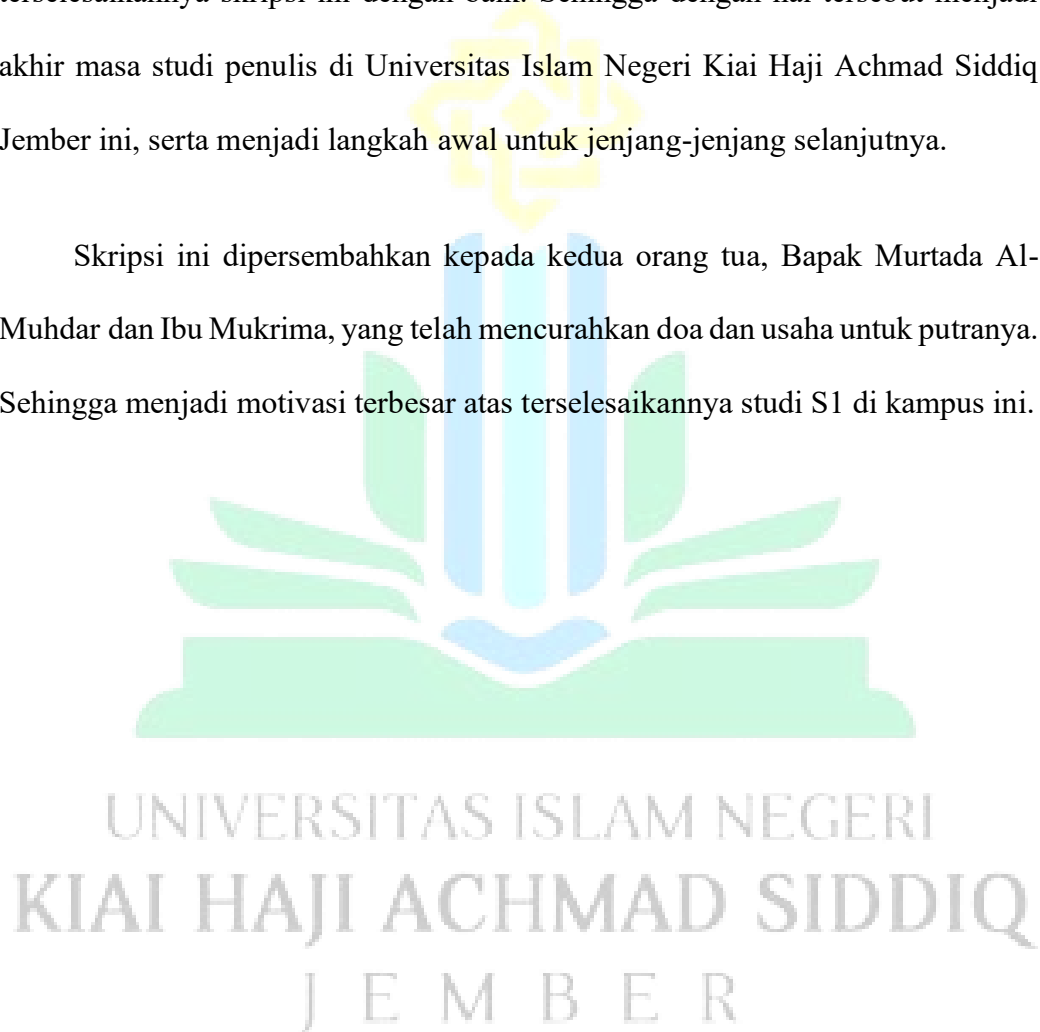 terselesaikannya skripsi ini dengan baik. Sehingga dengan hal tersebut menjadi
akhir masa studi penulis di Universitas Islam Negeri Kiai Haji Achmad Siddiq
Jember ini, serta menjadi langkah awal untuk jenjang-jenjang selanjutnya.
Skripsi ini dipersembahkan kepada kedua orang tua, Bapak Murtada Al-
Muhdar dan Ibu Mukrima, yang telah mencurahkan doa dan usaha untuk putranya.
Sehingga menjadi motivasi terbesar atas terselesaikannya studi S1 di kampus ini.
UNIVERSITAS ISLAM NEGERI
KIAI HAJI ACHMAD SIDDIQ
JEMBER